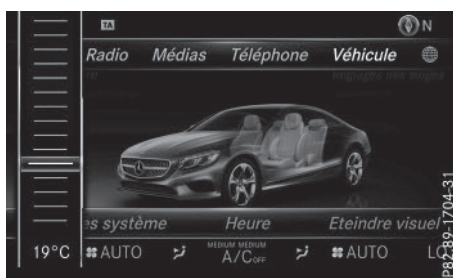 TA N
Radio Médias Téléphone Véhicule
es système Heure Eteindre visuel
MEDIUM MEDIUM
19°C AUTO A/C OFF AUTO LO
P82.89-1704-31